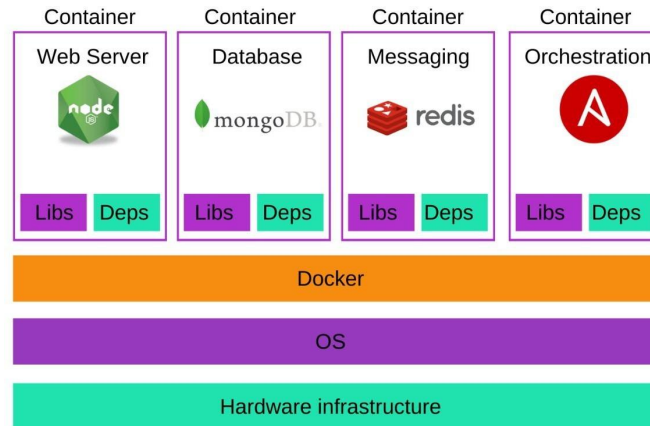 Container Container Container Container
Web Server Database Messaging Orchestration
node
JS
mongoDB
redis
Libs Deps Libs Deps Libs Deps Libs Deps
Docker
OS
Hardware infrastructure